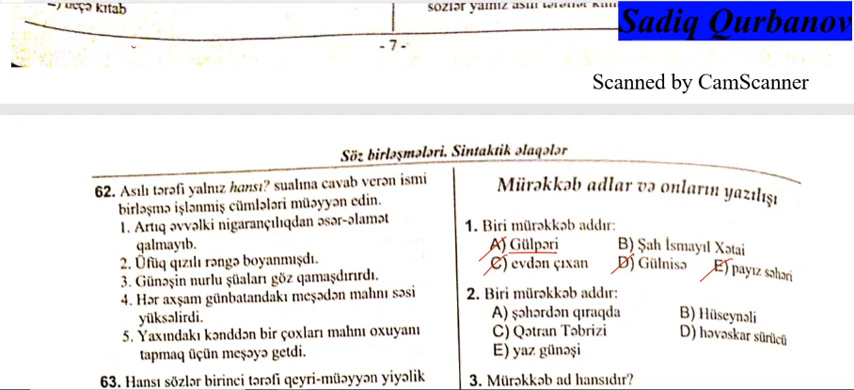 üççə kitab
sözlər yalnız asılı
Sadiq Qurbanov
- 7 -
Scanned by CamScanner
Söz birləşmələri. Sintaktik əlaqələr
62. Asılı tərəfi yalnız hansı? sualına cavab verən ismi
birləşmə işlənmiş cümlələri müəyyən edin.
1. Artıq əvvəlki nigarançılıqdan əsər-əlamət
qalmayıb.
2. Üfüq qızılı rəngə boyanmışdı.
3. Günəşin nurlu şüaları göz qamaşdırırdı.
4. Hər axşam günbatandakı meşədən mahnı səsi
yüksəlirdi.
5. Yaxındakı kənddən bir çoxları mahnı oxuyanı
tapmaq üçün meşəyə getdi.
63. Hansı sözlər birinci tərəfi qeyri-müəyyən yiyəlik
Mürəkkəb adlar və onların yazılışı
1. Biri mürəkkəb addır:
A) Gülpəri B) Şah İsmayıl Xətai
C) evdən çıxan D) Gülnisə E) payız səhəri
2. Biri mürəkkəb addır:
A) şəhərdən qıraqda B) Hüseynəli
C) Qətran Təbrizi D) həvəskar sürücü
E) yaz günəşi
3. Mürəkkəb ad hansıdır?